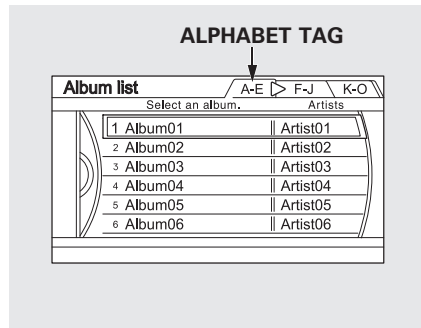 ALPHABET TAG
Album list A-E F-J K-O
Select an album. Artists
1 Album01 Artist01
2 Album02 Artist02
3 Album03 Artist03
4 Album04 Artist04
5 Album05 Artist05
6 Album06 Artist06